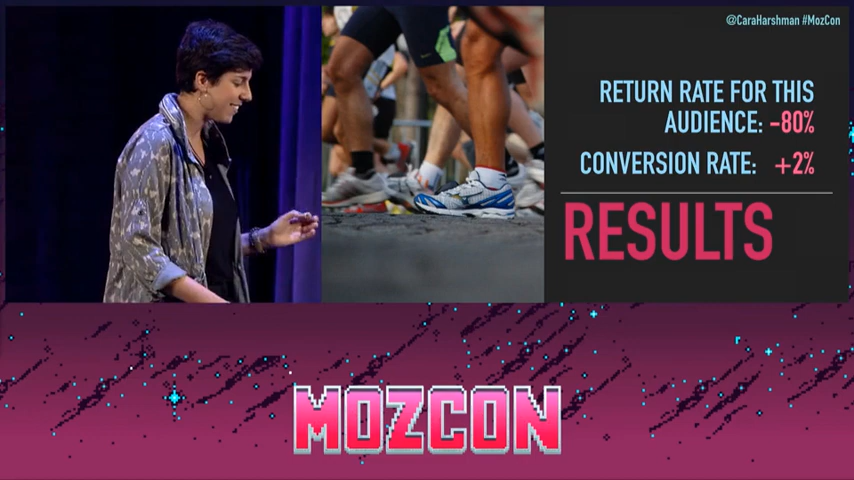 @CaraHarshman #MozCon
RETURN RATE FOR THIS
AUDIENCE: -80%
CONVERSION RATE: +2%
RESULTS
MOZCON